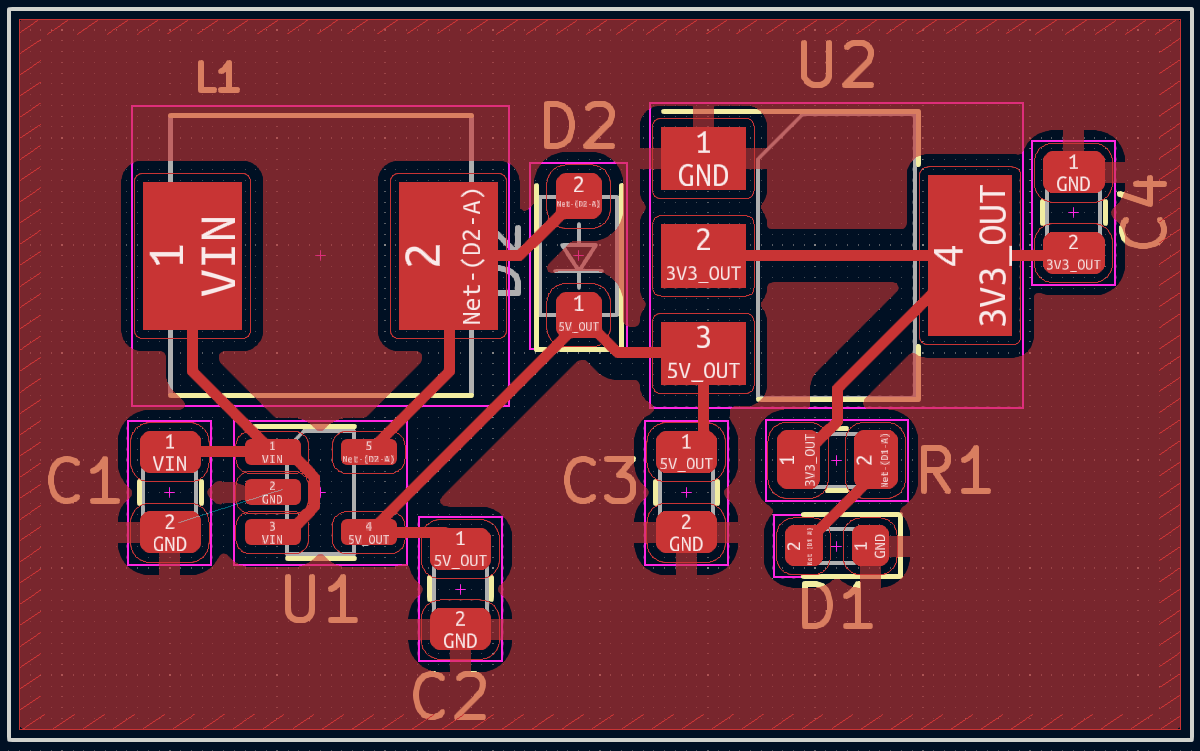 L1
1
VIN
2
Net-(D2-A)
D2
2
Net-(D2-A)
1
5V_OUT
U2
1
GND
2
3V3_OUT
3
5V_OUT
4
3V3_OUT
C4
1
GND
2
3V3_OUT
C1
1
VIN
2
GND
U1
1
VIN
2
GND
3
VIN
5
Net-(D2-A)
4
5V_OUT
C2
1
5V_OUT
2
GND
C3
1
5V_OUT
2
GND
R1
1
3V3_OUT
2
Net-(D1-A)
D1
2
Net-(D1-A)
1
GND